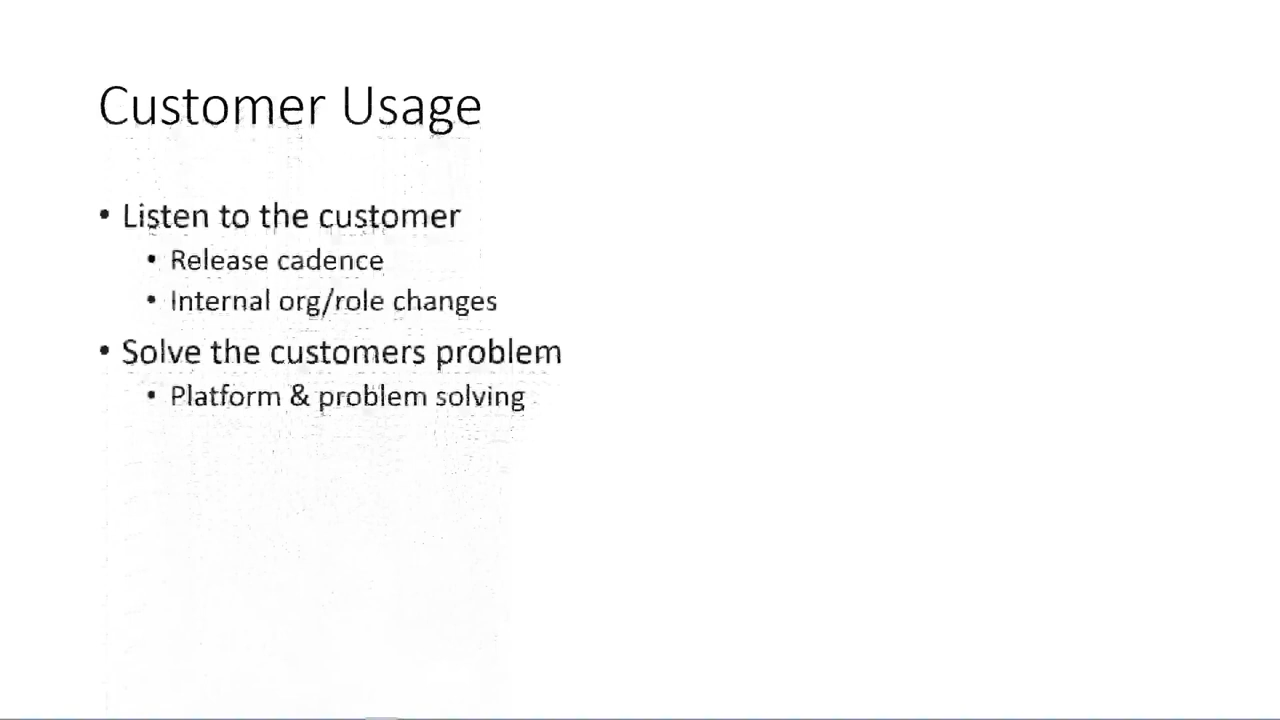 Customer Usage
• Listen to the customer
• Release cadence
• Internal org/role changes
• Solve the customers problem
• Platform & problem solving